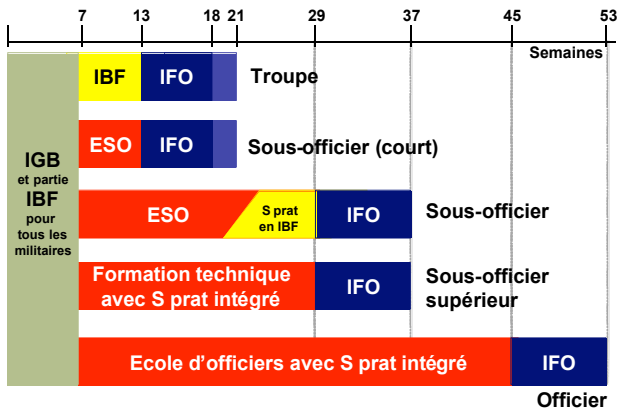 7 13 18 21 29 37 45 53
Semaines
IBF IFO Troupe
ESO IFO Sous-officier (court)
IGB
et partie
IBF
pour
tous les
militaires
ESO
S prat
en IBF
IFO
Sous-officier
Formation technique
avec S prat intégré
IFO
Sous-officier
supérieur
Ecole d'officiers avec S prat intégré IFO
Officier